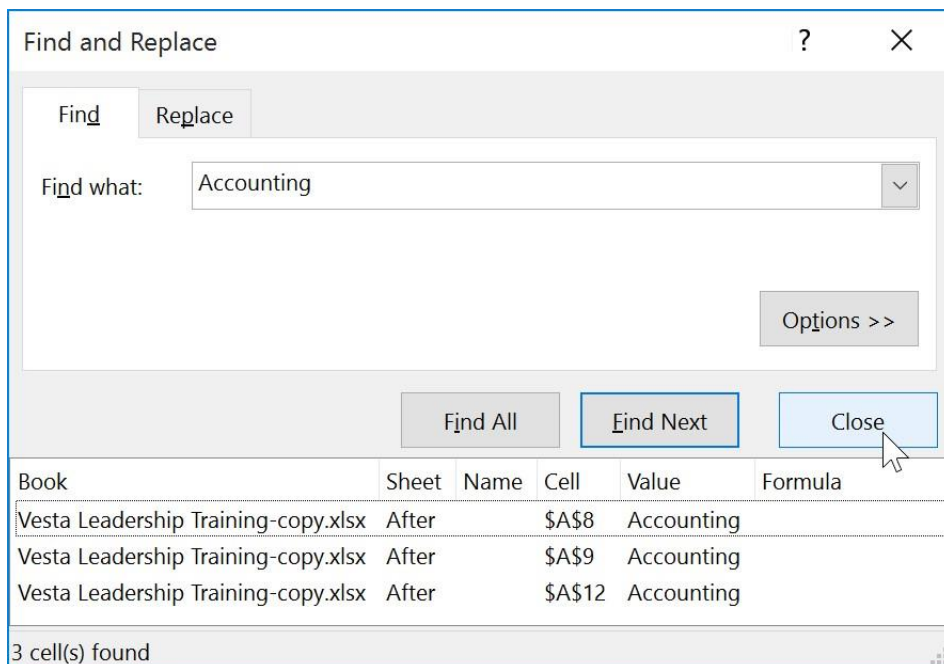 Find and Replace ?
Find Replace
Find what: Accounting
Options >>
Find All Find Next Close
Book Sheet Name Cell Value Formula
Vesta Leadership Training-copy.xlsx After $A$8 Accounting
Vesta Leadership Training-copy.xlsx After $A$9 Accounting
Vesta Leadership Training-copy.xlsx After $A$12 Accounting
3 cell(s) found